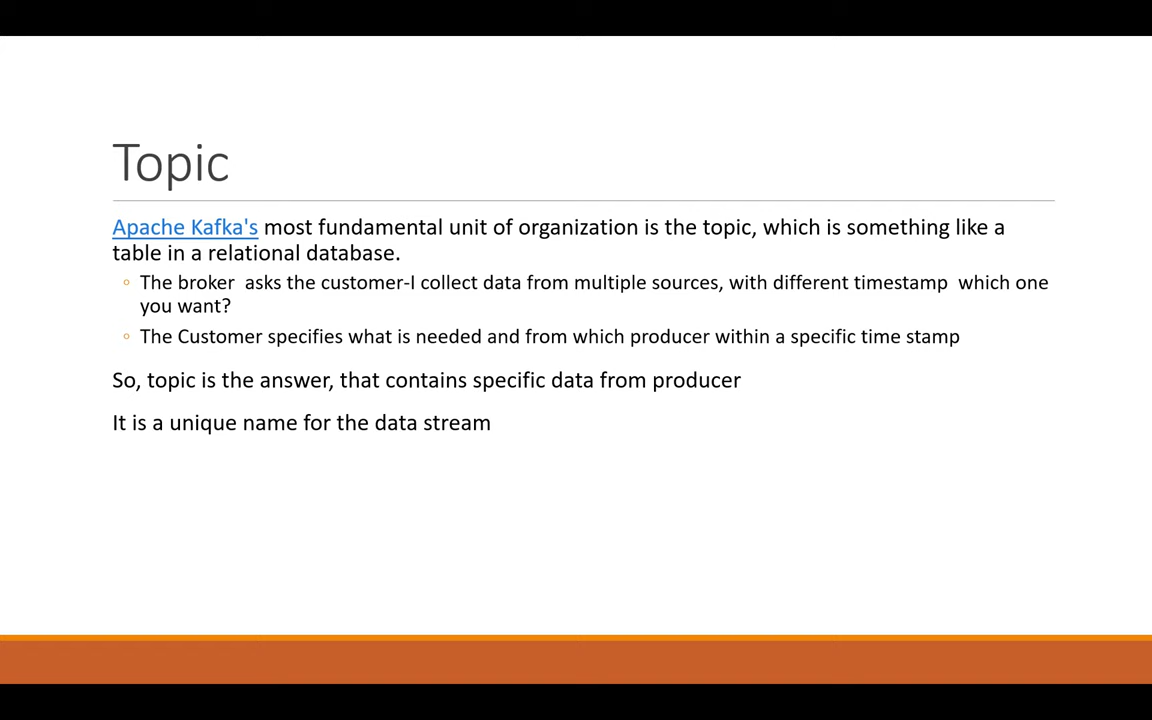 Topic
Apache Kafka's most fundamental unit of organization is the topic, which is something like a
table in a relational database.
◦ The broker  asks the customer-I collect data from multiple sources, with different timestamp  which one
you want?
◦ The Customer specifies what is needed and from which producer within a specific time stamp
So, topic is the answer, that contains specific data from producer
It is a unique name for the data stream